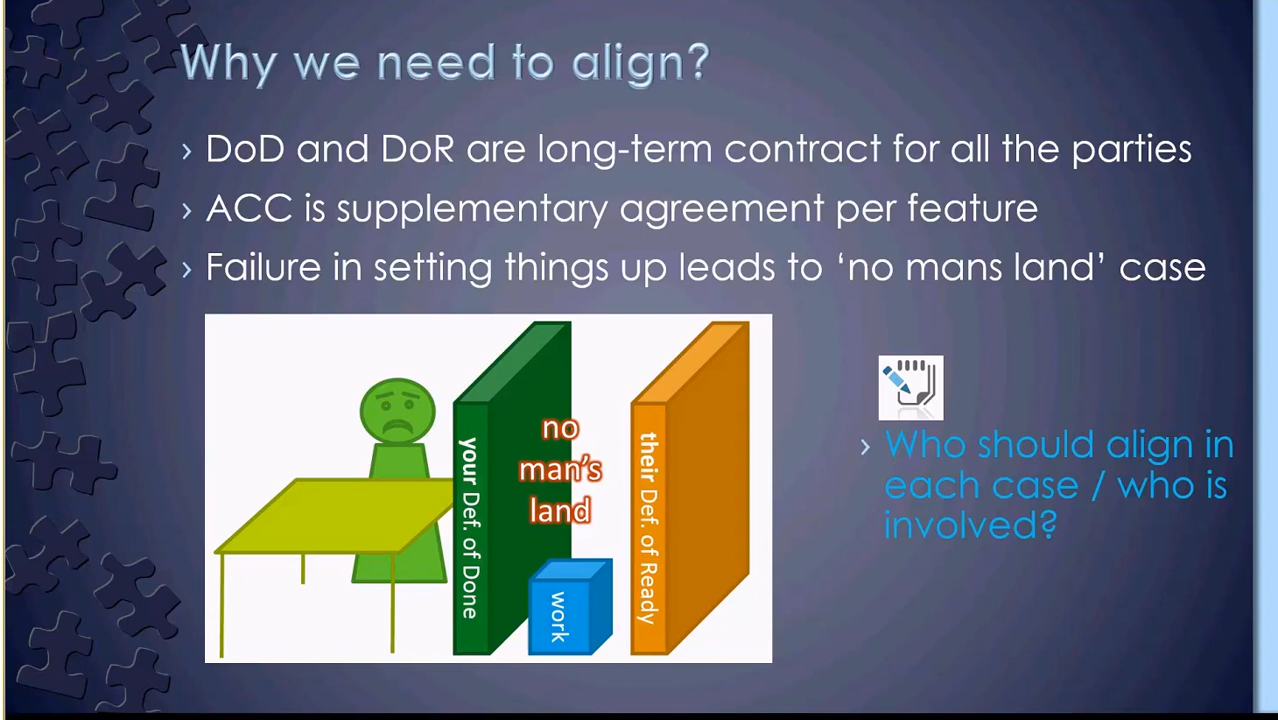 Why we need to align?
› DoD and DoR are long-term contract for all the parties
› ACC is supplementary agreement per feature
› Failure in setting things up leads to ‘no mans land’ case
your Def. of Done
no
man's
land
work
their Def. of Ready
› Who should align in
each case / who is
involved?